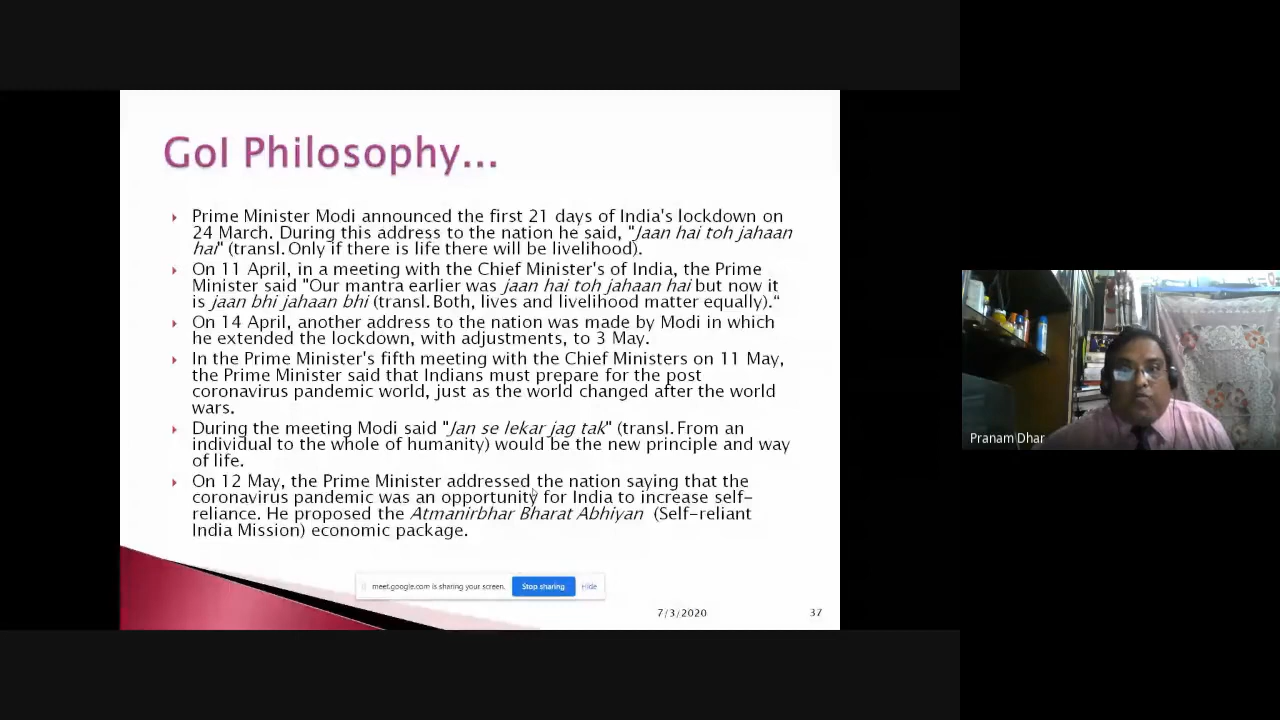 GoI Philosophy...
Prime Minister Modi announced the first 21 days of India's lockdown on
24 March. During this address to the nation he said, "Jaan hai toh jahaan
hai" (transl. Only if there is life there will be livelihood).
On 11 April, in a meeting with the Chief Minister's of India, the Prime
Minister said "Our mantra earlier was jaan hai toh jahaan hai but now it
is jaan bhi jahaan bhi (transl. Both, lives and livelihood matter equally).“
On 14 April, another address to the nation was made by Modi in which
he extended the lockdown, with adjustments, to 3 May.
In the Prime Minister's fifth meeting with the Chief Ministers on 11 May,
the Prime Minister said that Indians must prepare for the post
coronavirus pandemic world, just as the world changed after the world
wars.
During the meeting Modi said "Jan se lekar jag tak" (transl. From an
individual to the whole of humanity) would be the new principle and way
of life.
On 12 May, the Prime Minister addressed the nation saying that the
coronavirus pandemic was an opportunity for India to increase self-
reliance. He proposed the Atmanirbhar Bharat Abhiyan (Self-reliant
India Mission) economic package.
meet.google.com is sharing your screen. Stop sharing Hide
7/3/2020 37
Pranam Dhar